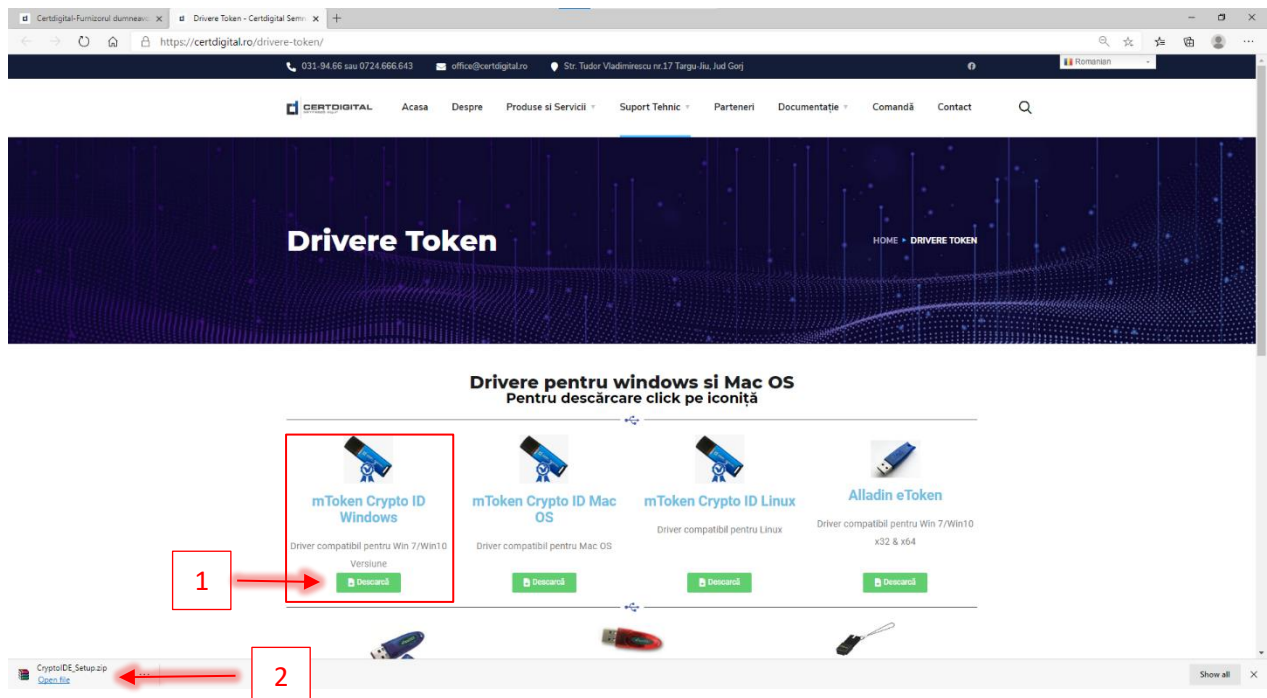 Certdigital-Furnizorul dumneavo
Drivere Token - Certdigital Semn
https://certdigital.ro/drivere-token/
031-94.66 sau 0724.666.643
office@certdigital.ro
Str. Tudor Vladimirescu nr.17 Targu-Jiu, Jud Gorj
Romanian
CERTDIGITAL
Acasa
Despre
Produse si Servicii
Suport Tehnic
Parteneri
Documentație
Comandă
Contact
Drivere Token
HOME
DRIVERE TOKEN
Drivere pentru windows si Mac OS
Pentru descărcare click pe iconiță
mToken Crypto ID
Windows
Driver compatibil pentru Win 7/Win10
Versiune
Descarcă
mToken Crypto ID Mac
OS
Driver compatibil pentru Mac OS
Descarcă
mToken Crypto ID Linux
Driver compatibil pentru Linux
Descarcă
Alladin eToken
Driver compatibil pentru Win 7/Win10
x32 & x64
Descarcă
1
CryptoIDE_Setup.zip
Open file
...
2
Show all